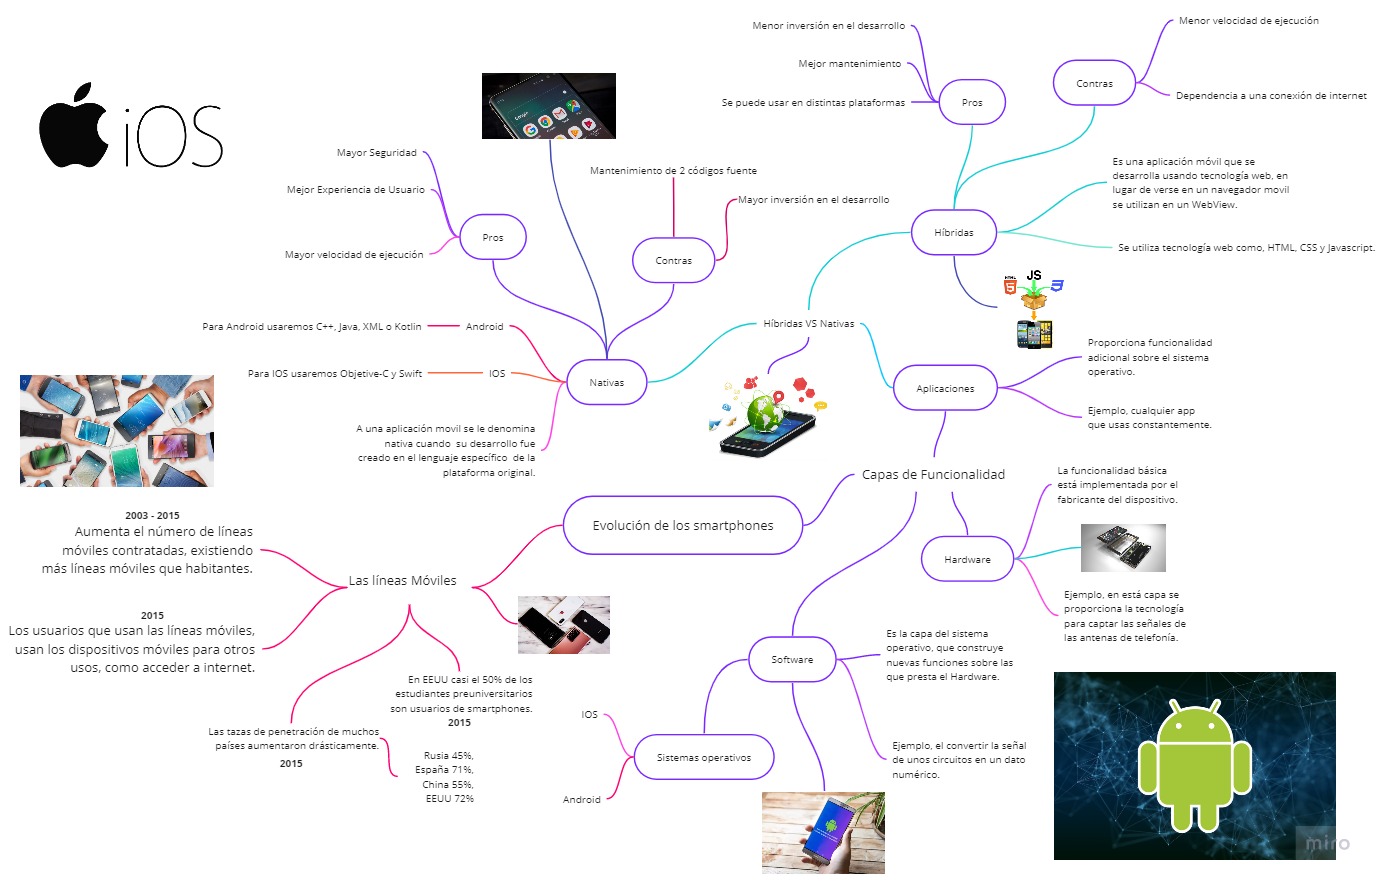 iOS
Mayor Seguridad
Mejor Experiencia de Usuario
Mayor velocidad de ejecución
Pros
Mantenimiento de 2 códigos fuente
Mayor inversión en el desarrollo
Contras
Para Android usaremos C++, Java, XML o Kotlin
Android
Para IOS usaremos Objetive-C y Swift
IOS
Nativas
A una aplicación movil se le denomina
nativa cuando su desarrollo fue
creado en el lenguaje específico de la
plataforma original.
Menor inversión en el desarrollo
Mejor mantenimiento
Se puede usar en distintas plataformas
Pros
Contras
Menor velocidad de ejecución
Dependencia a una conexión de internet
Híbridas
Es una aplicación móvil que se
desarrolla usando tecnología web, en
lugar de verse en un navegador movil
se utilizan en un WebView.
Se utiliza tecnología web como, HTML, CSS y Javascript.
HTML
5
JS
3
Híbridas VS Nativas
Aplicaciones
Proporciona funcionalidad
adicional sobre el sistema
operativo.
Ejemplo, cualquier app
que usas constantemente.
Capas de Funcionalidad
Evolución de los smartphones
La funcionalidad básica
está implementada por el
fabricante del dispositivo.
Hardware
Ejemplo, en está capa se
proporciona la tecnología
para captar las señales de
las antenas de telefonía.
2003 - 2015
Aumenta el número de líneas
móviles contratadas, existiendo
más líneas móviles que habitantes.
Las líneas Móviles
2015
Los usuarios que usan las líneas móviles,
usan los dispositivos móviles para otros
usos, como acceder a internet.
En EEUU casi el 50% de los
estudiantes preuniversitarios
son usuarios de smartphones.
2015
Las tazas de penetración de muchos
países aumentaron drásticamente.
2015
Rusia 45%,
España 71%,
China 55%,
EEUU 72%
Software
Es la capa del sistema
operativo, que construye
nuevas funciones sobre las
que presta el Hardware.
Ejemplo, el convertir la señal
de unos circuitos en un dato
numérico.
IOS
Sistemas operativos
Android
miro